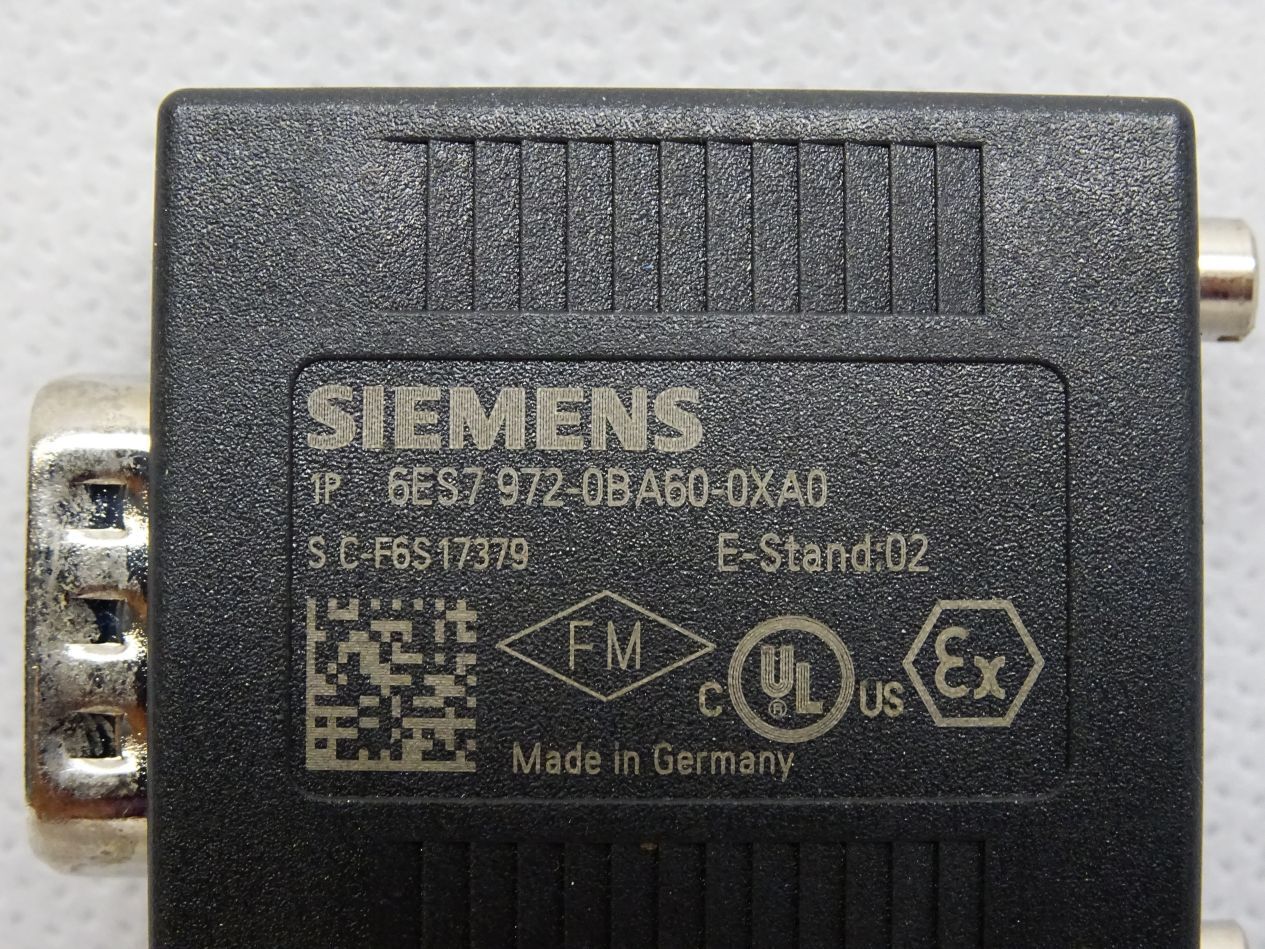 SIEMENS
1P 6ES7 972-0BA60-0XA0
S C-F6S17379 E-Stand:02
FM
C UL ® US
Ex
Made in Germany